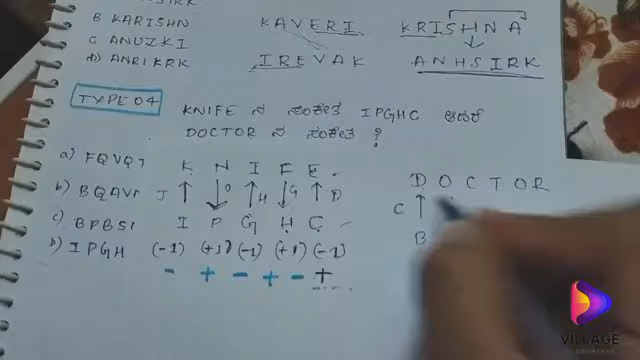 B KARISHN KAVERI KRISHNA
C ANUZKI
D) ANRIKRK IREVAK ANHSIRK
TYPE 04 KNIFE ನ ಸಂಕೇತ IPGHC ಆದರೆ
DOCTOR ನ ಸಂಕೇತ ?
a) FQVQT K N I F E
D O C T O R
b) BQAVI J O H G D
C
c) BPBSI I P G H C
B
D) IPGH (-1) (+1) (-1) (+1) (-1)
- + - + - +
VILLAGE